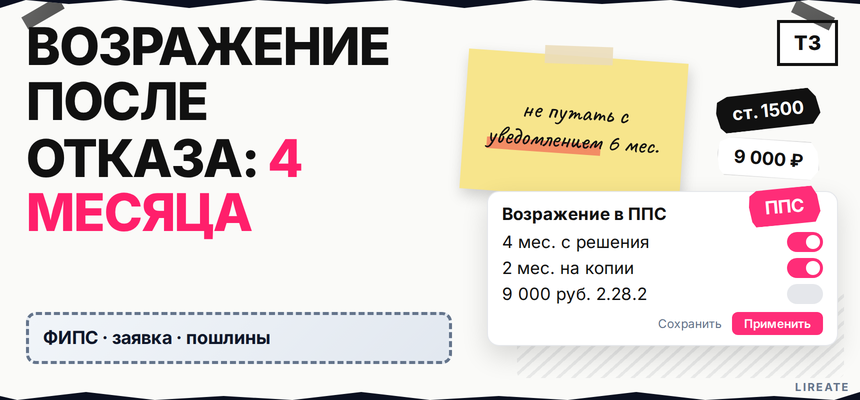 ВОЗРАЖЕНИЕ
ПОСЛЕ
ОТКАЗА: 4
МЕСЯЦА
ФИПС · заявка · пошлины
не путать с
уведомлением 6 мес.
ТЗ
ст. 1500
9 000 ₽
ППС
Возражение в ППС
4 мес. с решения
2 мес. на копии
9 000 руб. 2.28.2
Сохранить
Применить
LIREATE